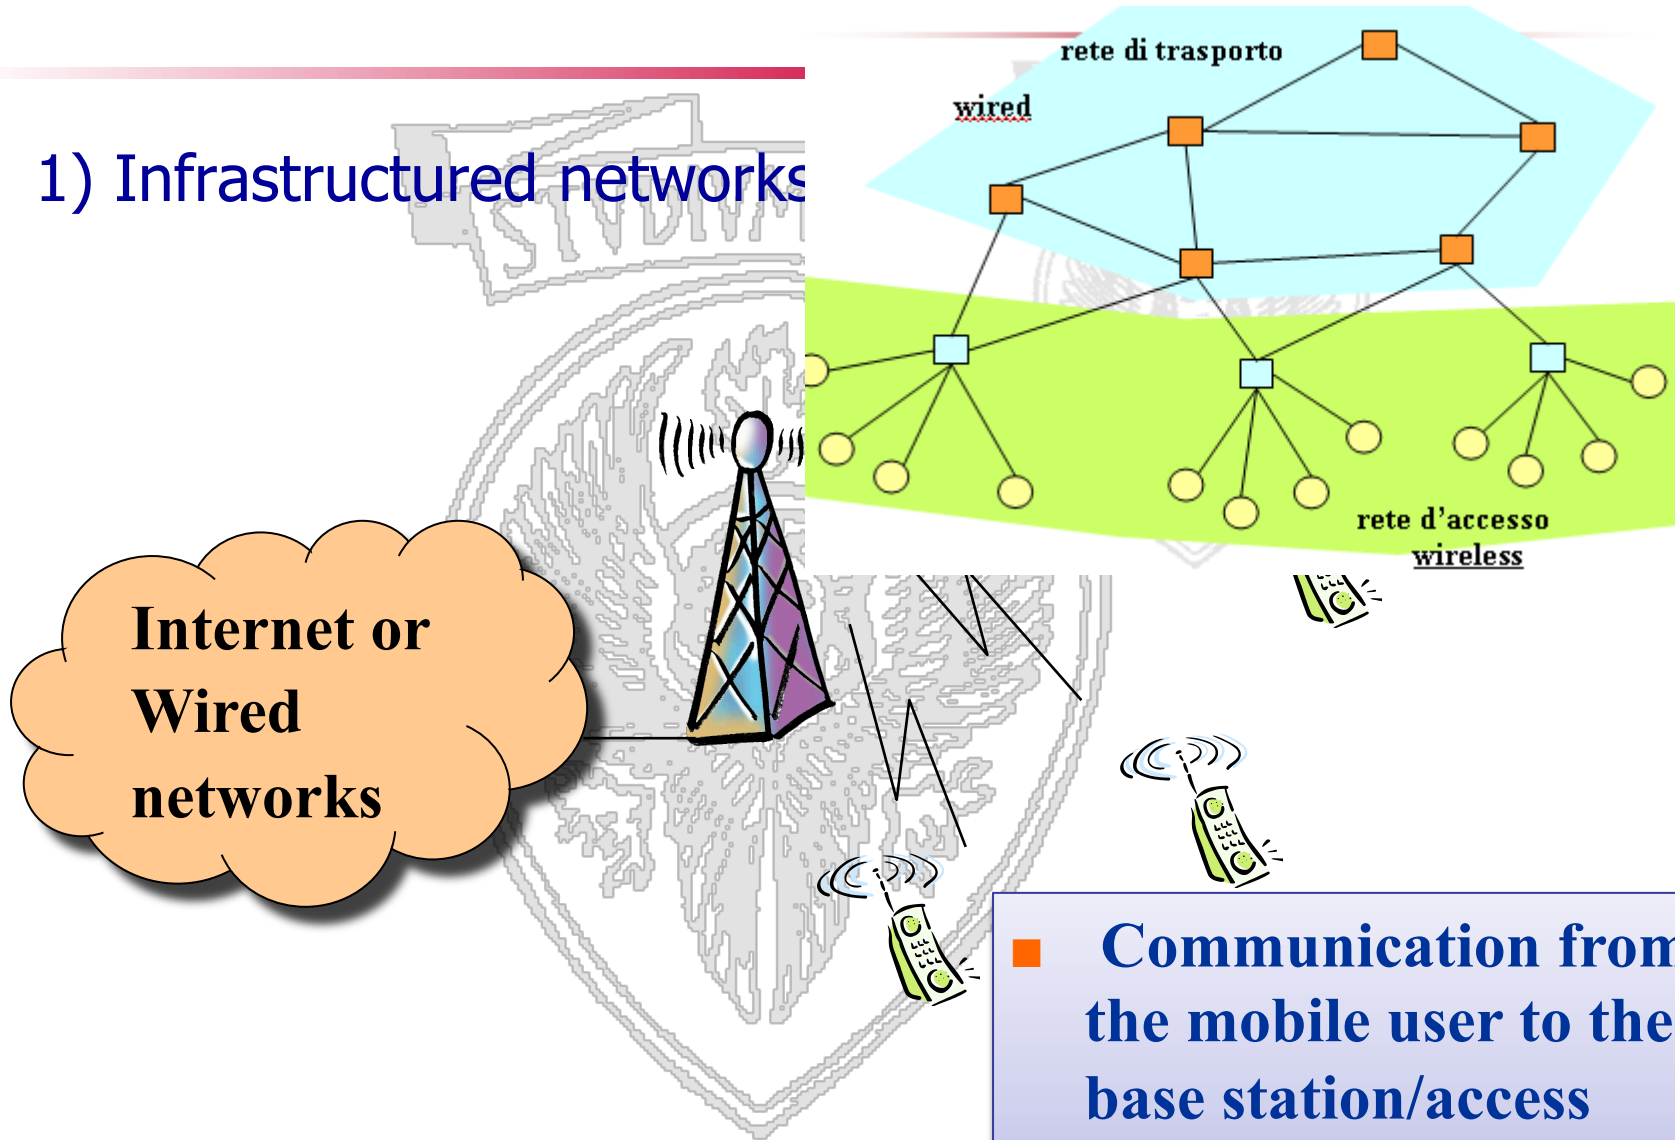 rete di trasporto
wired
1) Infrastructured networks
STVDIVM
rete d'accesso
wireless
Internet or
Wired
networks
Communication from
the mobile user to the
base station/access